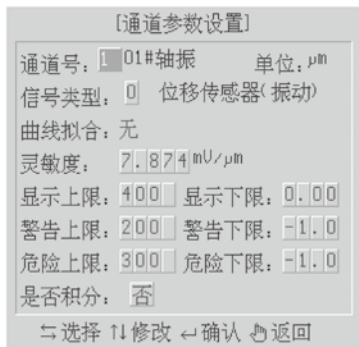 [通道参数设置]
通道号：1 01#轴振 单位：μm
信号类型：0 位移传感器(振动)
曲线拟合：无
灵敏度：7.874 mV/μm
显示上限：400 显示下限：0.00
警告上限：200 警告下限：-1.0
危险上限：300 危险下限：-1.0
是否积分：否
⇆选择 ↑↓修改 ↵确认 返回